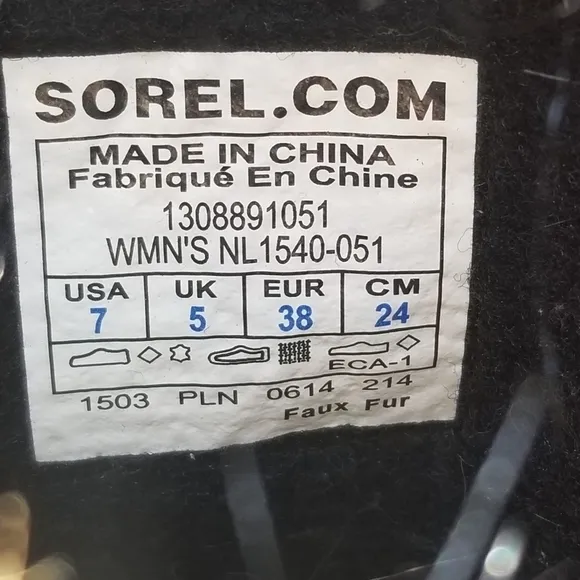 SOREL.COM
MADE IN CHINA
Fabriqué En Chine
1308891051
WMN'S NL1540-051
USA UK EUR CM
7 5 38 24
ECA-1
1503 PLN 0614 214
Faux Fur